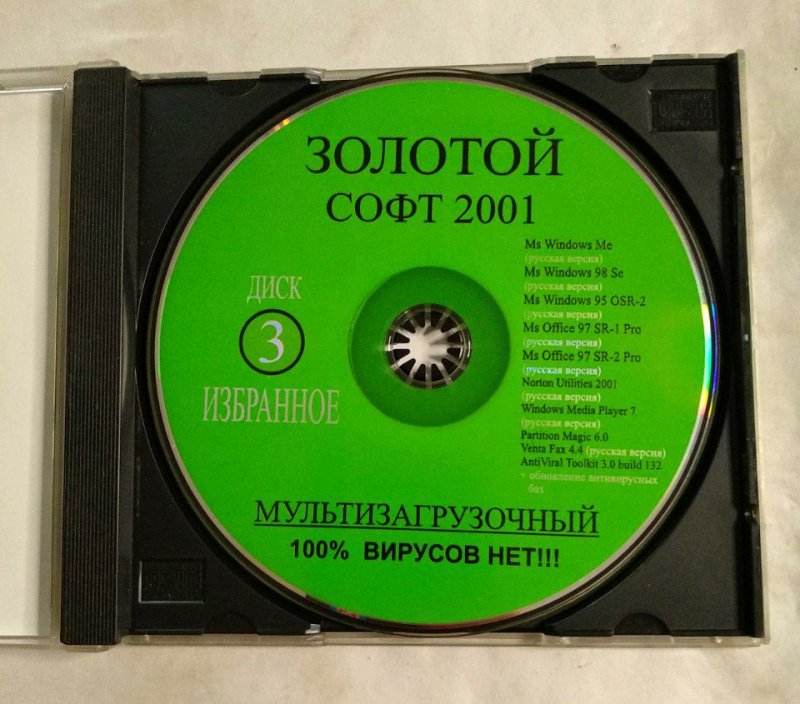 ЗОЛОТОЙ
СОФТ 2001
ДИСК
3
ИЗБРАННОЕ
Ms Windows Me
(русская версия)
Ms Windows 98 Se
(русская версия)
Ms Windows 95 OSR-2
(русская версия)
Ms Office 97 SR-1 Pro
(русская версия)
Ms Office 97 SR-2 Pro
(русская версия)
Norton Utilities 2001
(русская версия)
Windows Media Player 7
(русская версия)
Partition Magic 6.0
Venta Fax 4.4 (русская версия)
AntiViral Toolkit 3.0 build 132
+ обновление антивирусных
баз
МУЛЬТИЗАГРУЗОЧНЫЙ
100% ВИРУСОВ НЕТ!!!